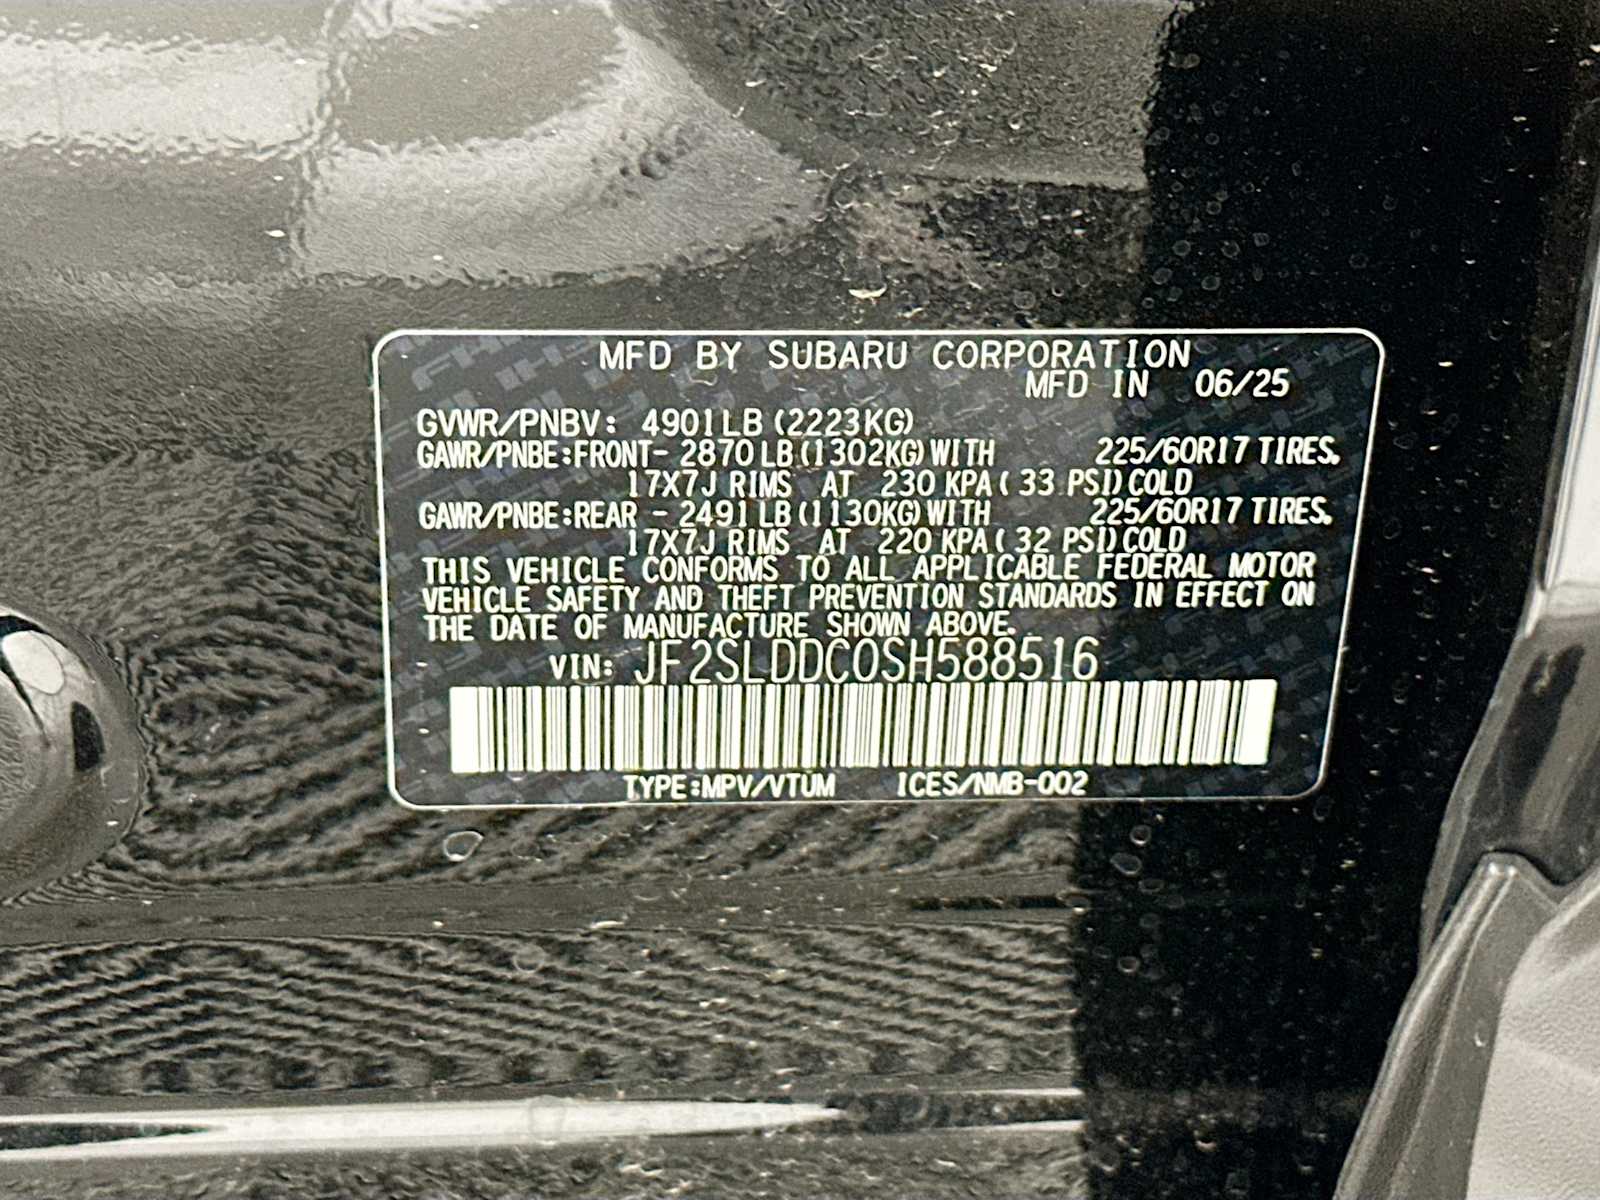 MFD BY SUBARU CORPORATION
MFD IN 06/25
GVWR/PNBV: 4901LB (2223KG)
GAWR/PNBE:FRONT- 2870 LB(1302KG)WITH 225/60R17 TIRES.
17X7J RIMS AT 230 KPA( 33 PSI)COLD
GAWR/PNBE:REAR - 2491 LB(1130KG)WITH 225/60R17 TIRES.
17X7J RIMS AT 220 KPA( 32 PSI)COLD
THIS VEHICLE CONFORMS TO ALL APPLICABLE FEDERAL MOTOR
VEHICLE SAFETY AND THEFT PREVENTION STANDARDS IN EFFECT ON
THE DATE OF MANUFACTURE SHOWN ABOVE.
VIN: JF2SLDDC0SH588516
TYPE:MPV/VTUM ICES/NMB-002